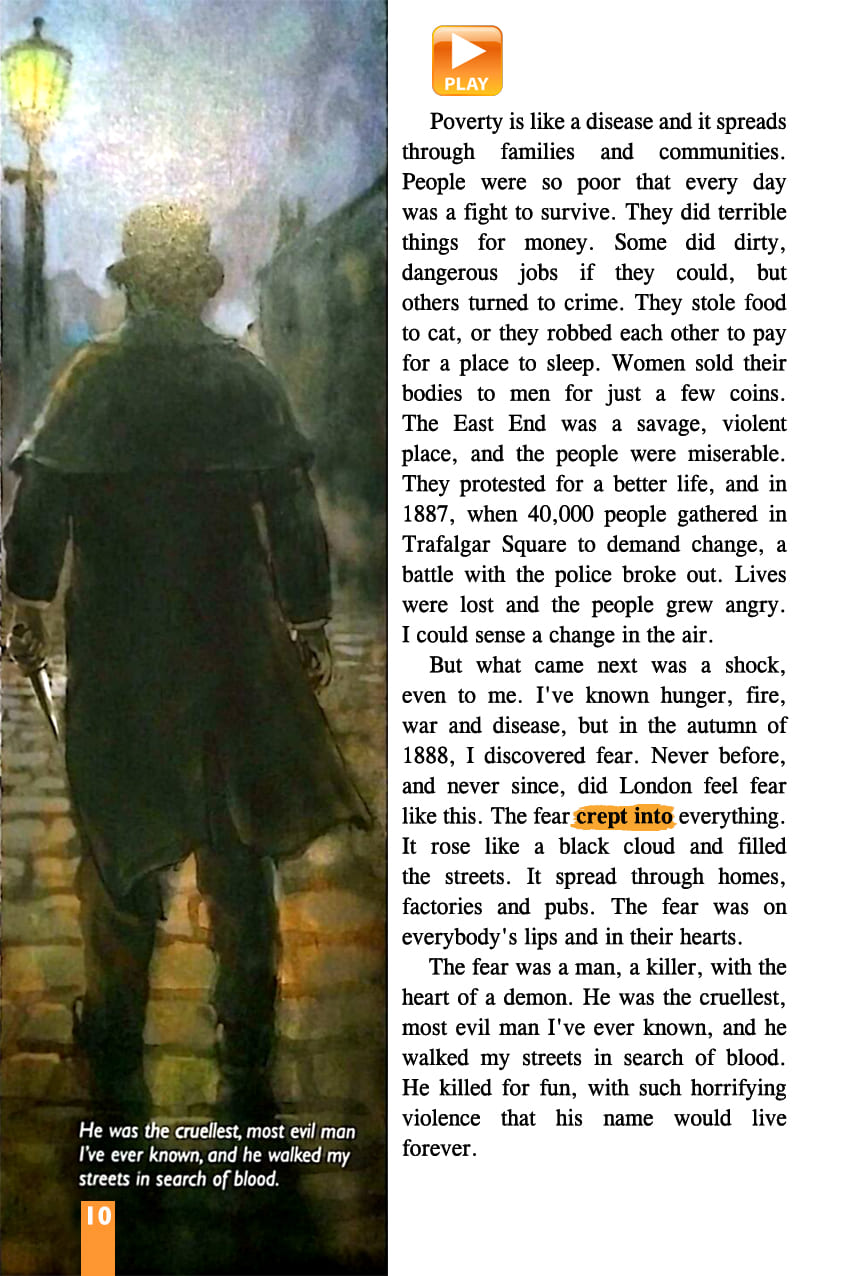 PLAY
Poverty is like a disease and it spreads
through families and communities.
People were so poor that every day
was a fight to survive. They did terrible
things for money. Some did dirty,
dangerous jobs if they could, but
others turned to crime. They stole food
to cat, or they robbed each other to pay
for a place to sleep. Women sold their
bodies to men for just a few coins.
The East End was a savage, violent
place, and the people were miserable.
They protested for a better life, and in
1887, when 40,000 people gathered in
Trafalgar Square to demand change, a
battle with the police broke out. Lives
were lost and the people grew angry.
I could sense a change in the air.
But what came next was a shock,
even to me. I've known hunger, fire,
war and disease, but in the autumn of
1888, I discovered fear. Never before,
and never since, did London feel fear
like this. The fear crept into everything.
It rose like a black cloud and filled
the streets. It spread through homes,
factories and pubs. The fear was on
everybody's lips and in their hearts.
The fear was a man, a killer, with the
heart of a demon. He was the cruellest,
most evil man I've ever known, and he
walked my streets in search of blood.
He killed for fun, with such horrifying
violence that his name would live
forever.
He was the cruellest, most evil man
I've ever known, and he walked my
streets in search of blood.
10